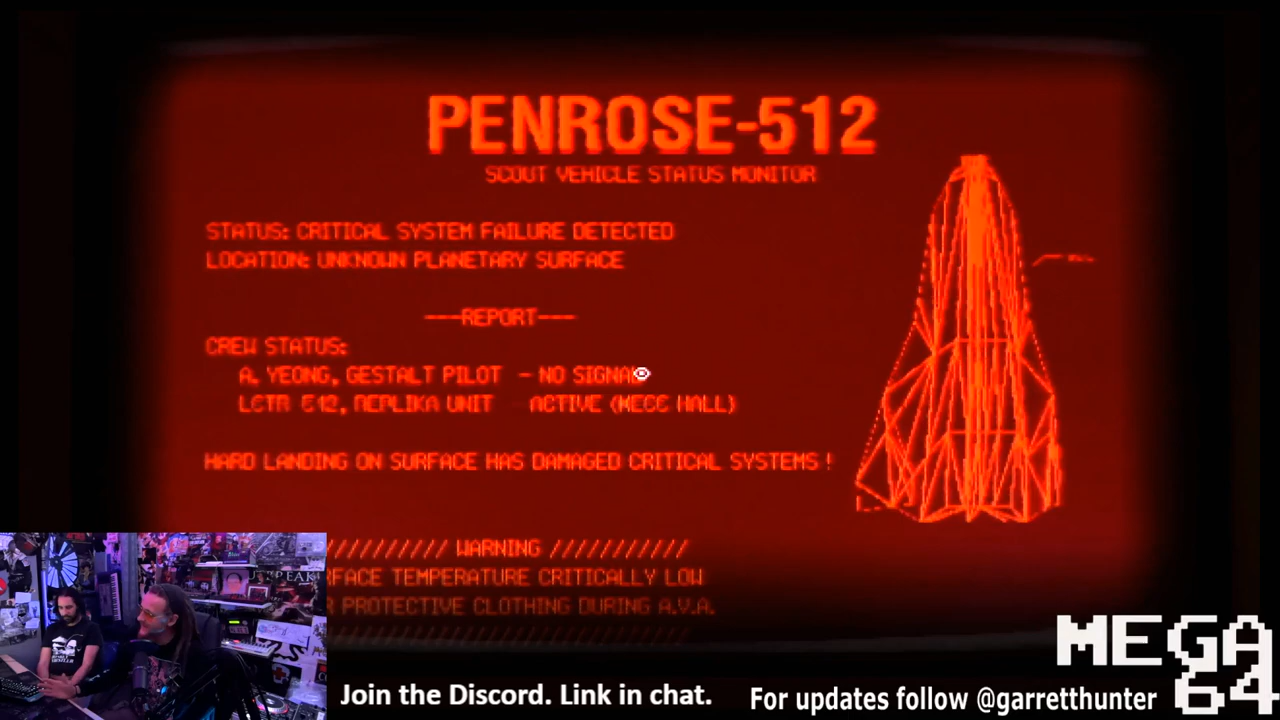 PENROSE-512
SCOUT VEHICLE STATUS MONITOR
STATUS: CRITICAL SYSTEM FAILURE DETECTED
LOCATION: UNKNOWN PLANETARY SURFACE
---REPORT---
CREW STATUS:
A. YEONG, GESTALT PILOT - NO SIGNAL
LSTR 512, REPLIKA UNIT ACTIVE (MESS HALL)
HARD LANDING ON SURFACE HAS DAMAGED CRITICAL SYSTEMS !
////////// WARNING ///////////
RFACE TEMPERATURE CRITICALLY LOW
R PROTECTIVE CLOTHING DURING A.V.A.
MEGA
64
Join the Discord. Link in chat.
For updates follow @garretthunter